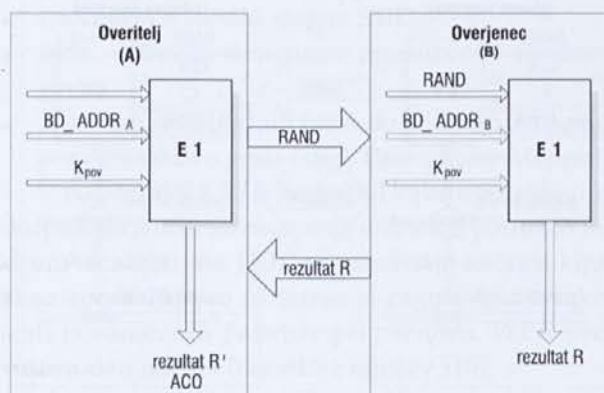 Overitelj
(A)
BD_ADDR A
K pov
E 1
rezultat R'
ACO
RAND
rezultat R
Overjenec
(B)
RAND
BD_ADDR B
K pov
E 1
rezultat R